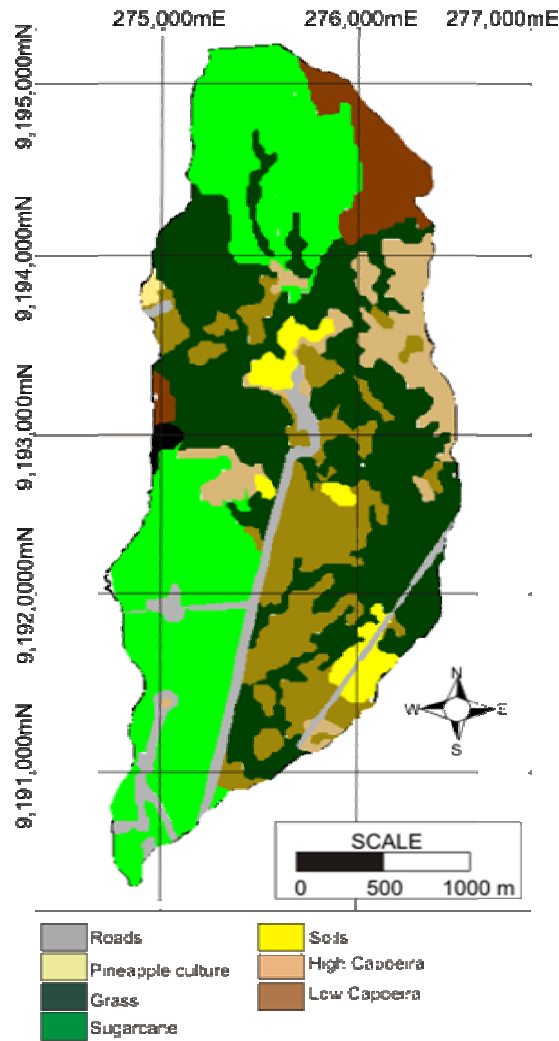 275,000mE 276,000mE 277,000mE
9,195,000mN
9,194,000mN
9,193,000mN
9,192,0000mN
9,191,000mN
N
W E
S
SCALE
0 500 1000 m
Roads
Pineapple culture
Grass
Sugarcane
Soils
High Capoeira
Low Capoeira